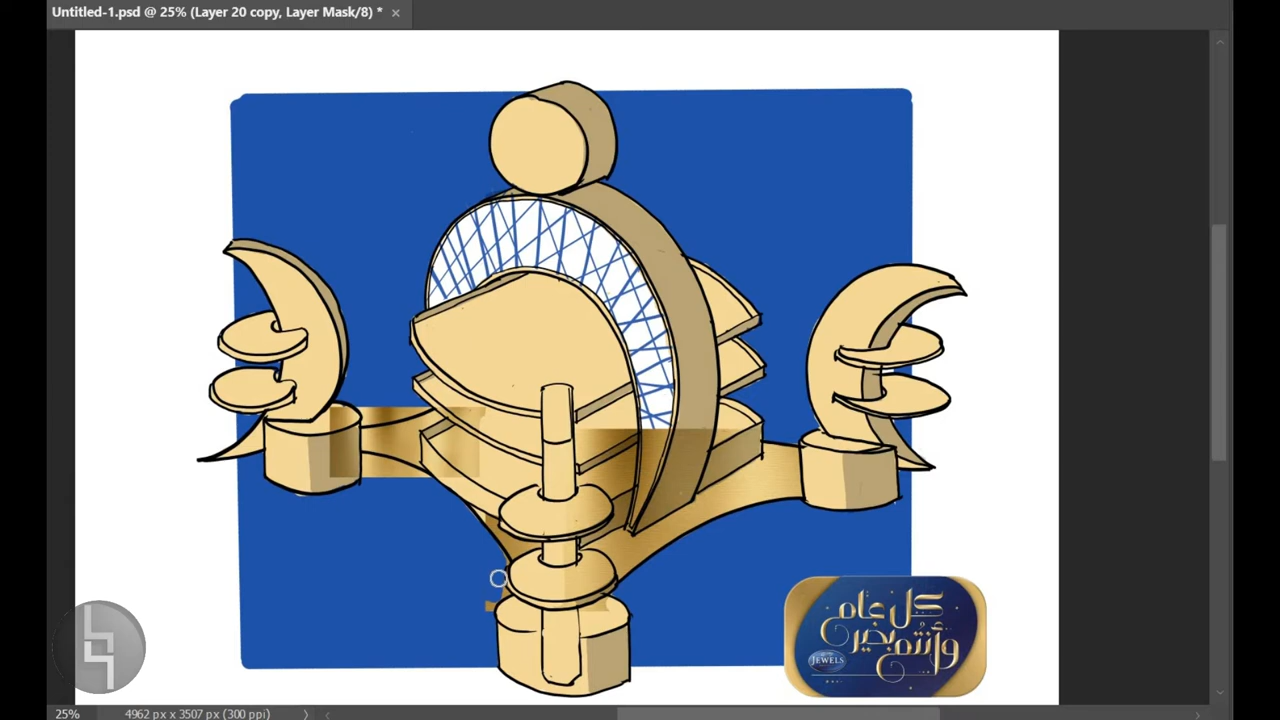 Untitled-1.psd @ 25% (Layer 20 copy, Layer Mask/8) *
كل عام
وأنتم بخير
JEWELS
25%
4962 px x 3507 px (300 ppi)